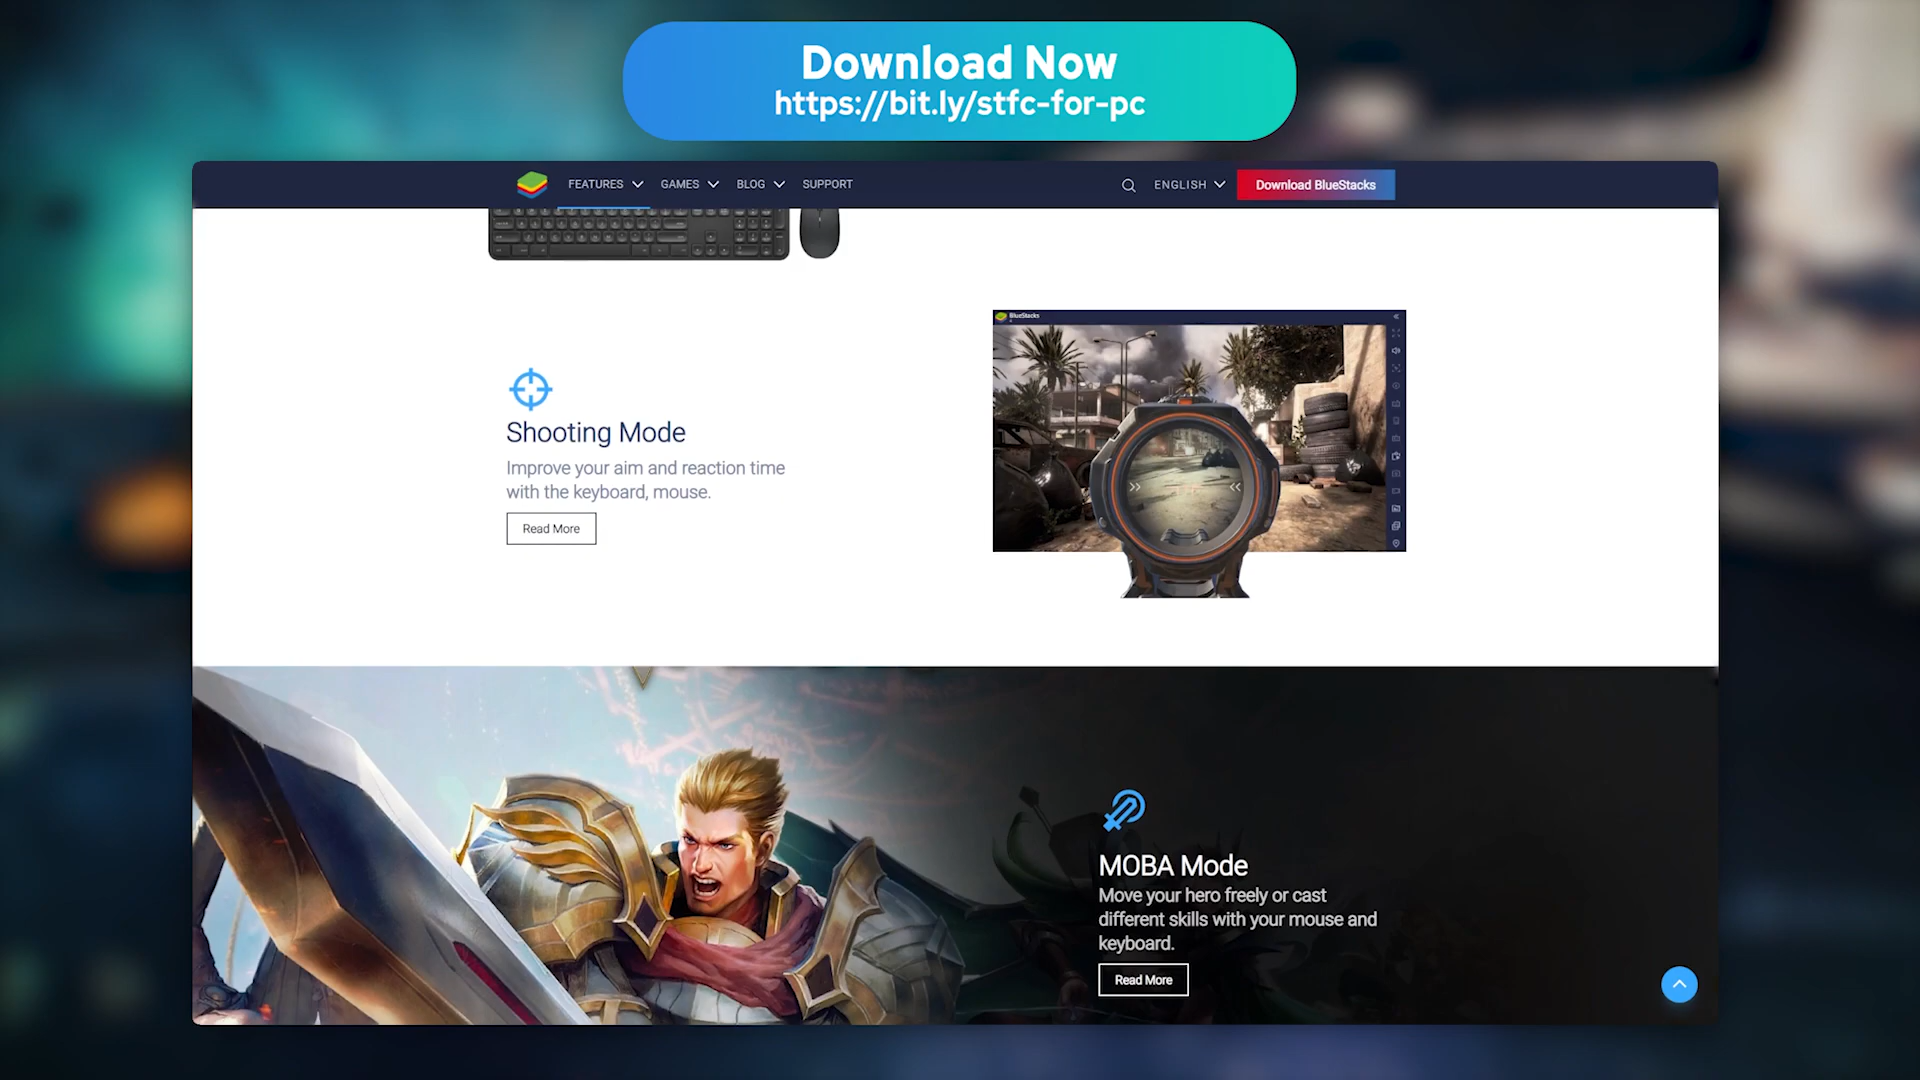 Download Now
https://bit.ly/stfc-for-pc
FEATURES
GAMES
BLOG
SUPPORT
ENGLISH
Download BlueStacks
BlueStacks
Shooting Mode
Improve your aim and reaction time
with the keyboard, mouse.
Read More
MOBA Mode
Move your hero freely or cast
different skills with your mouse and
keyboard.
Read More